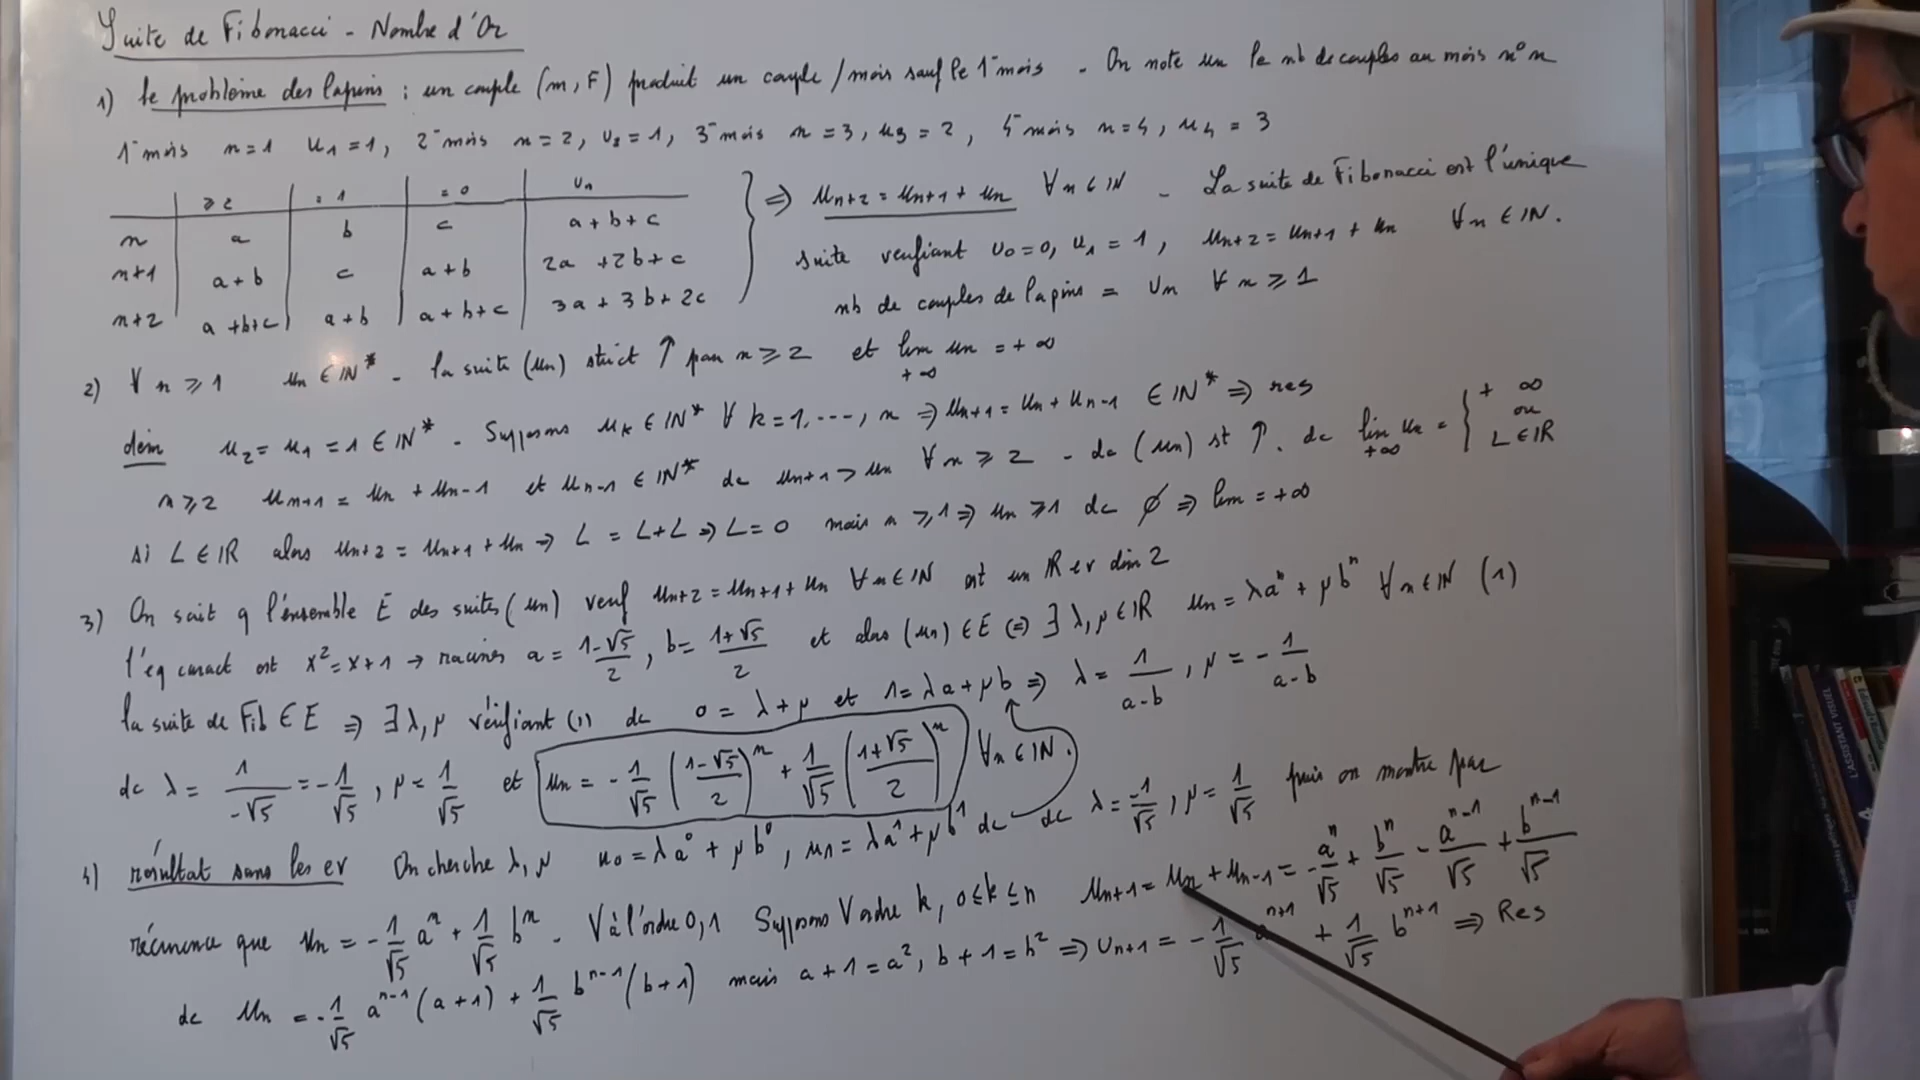 Suite de Fibonacci - Nombre d'Or
1) le problème des lapins : un couple (m, F) produit un couple / mois sauf le 1er mois - On note un le nb de couples au mois n° n
1er mois n=1 u₁=1, 2e mois n=2, u₂=1, 3e mois n=3, u₃=2, 4e mois n=4, u₄=3
≥2 =1 =0 uₙ
n a b c a+b+c
n+1 a+b c a+b 2a+2b+c
n+2 a+b+c a+b a+b+c 3a+3b+2c
⇒ uₙ₊₂=uₙ₊₁+uₙ ∀n∈ℕ - La suite de Fibonacci est l'unique
suite vérifiant u₀=0, u₁=1, uₙ₊₂=uₙ₊₁+uₙ ∀n∈ℕ.
nb de couples de lapins = uₙ ∀n≥1
2) ∀n≥1 uₙ∈ℕ* - la suite (uₙ) strict ↑ pour n≥2 et lim uₙ=+∞
+∞
dém u₂=u₁=1∈ℕ* - Supposons uₖ∈ℕ* ∀k=1,...,n ⇒ uₙ₊₁=uₙ+uₙ₋₁ ∈ℕ* ⇒ res
n≥2 uₙ₊₁=uₙ+uₙ₋₁ et uₙ₋₁∈ℕ* dc uₙ₊₁>uₙ ∀n≥2 - dc (uₙ) st ↑. dc lim uₙ = { +∞ ou L∈ℝ
+∞
si L∈ℝ alors uₙ₊₂=uₙ₊₁+uₙ → L=L+L ⇒ L=0 mais n≥1 ⇒ uₙ≥1 dc ∅ ⇒ lim=+∞
3) On sait q l'ensemble E des suites (uₙ) vérif uₙ₊₂=uₙ₊₁+uₙ ∀n∈ℕ est un ℝ ev dim 2
l'éq caract est x²=x+1 → racines a=(1-√5)/2, b=(1+√5)/2 et alors (uₙ)∈E ⇔ ∃λ,μ∈ℝ uₙ=λaⁿ+μbⁿ ∀n∈ℕ (1)
la suite de Fib ∈E ⇒ ∃λ,μ vérifiant (1) dc 0=λ+μ et 1=λa+μb ⇒ λ=1/(a-b), μ=-1/(a-b)
dc λ=1/(-√5)=-1/√5, μ=1/√5 et uₙ=-1/√5 ((1-√5)/2)ⁿ + 1/√5 ((1+√5)/2)ⁿ ∀n∈ℕ.
4) résultat sans les ev On cherche λ,μ u₀=λa⁰+μb⁰, u₁=λa¹+μb¹ dc dc λ=-1/√5, μ=1/√5 puis on montre par
récurrence que uₙ=-1/√5 aⁿ+1/√5 bⁿ - V à l'ordre 0,1 Supposons V ordre k, 0≤k≤n uₙ₊₁=uₙ+uₙ₋₁=-aⁿ/√5+bⁿ/√5-aⁿ⁻¹/√5+bⁿ⁻¹/√5
dc uₙ=-1/√5 aⁿ⁻¹(a+1)+1/√5 bⁿ⁻¹(b+1) mais a+1=a², b+1=b² ⇒ uₙ₊₁=-1/√5 aⁿ⁺¹+1/√5 bⁿ⁺¹ ⇒ Res
L'ASSISTANT VISUEL